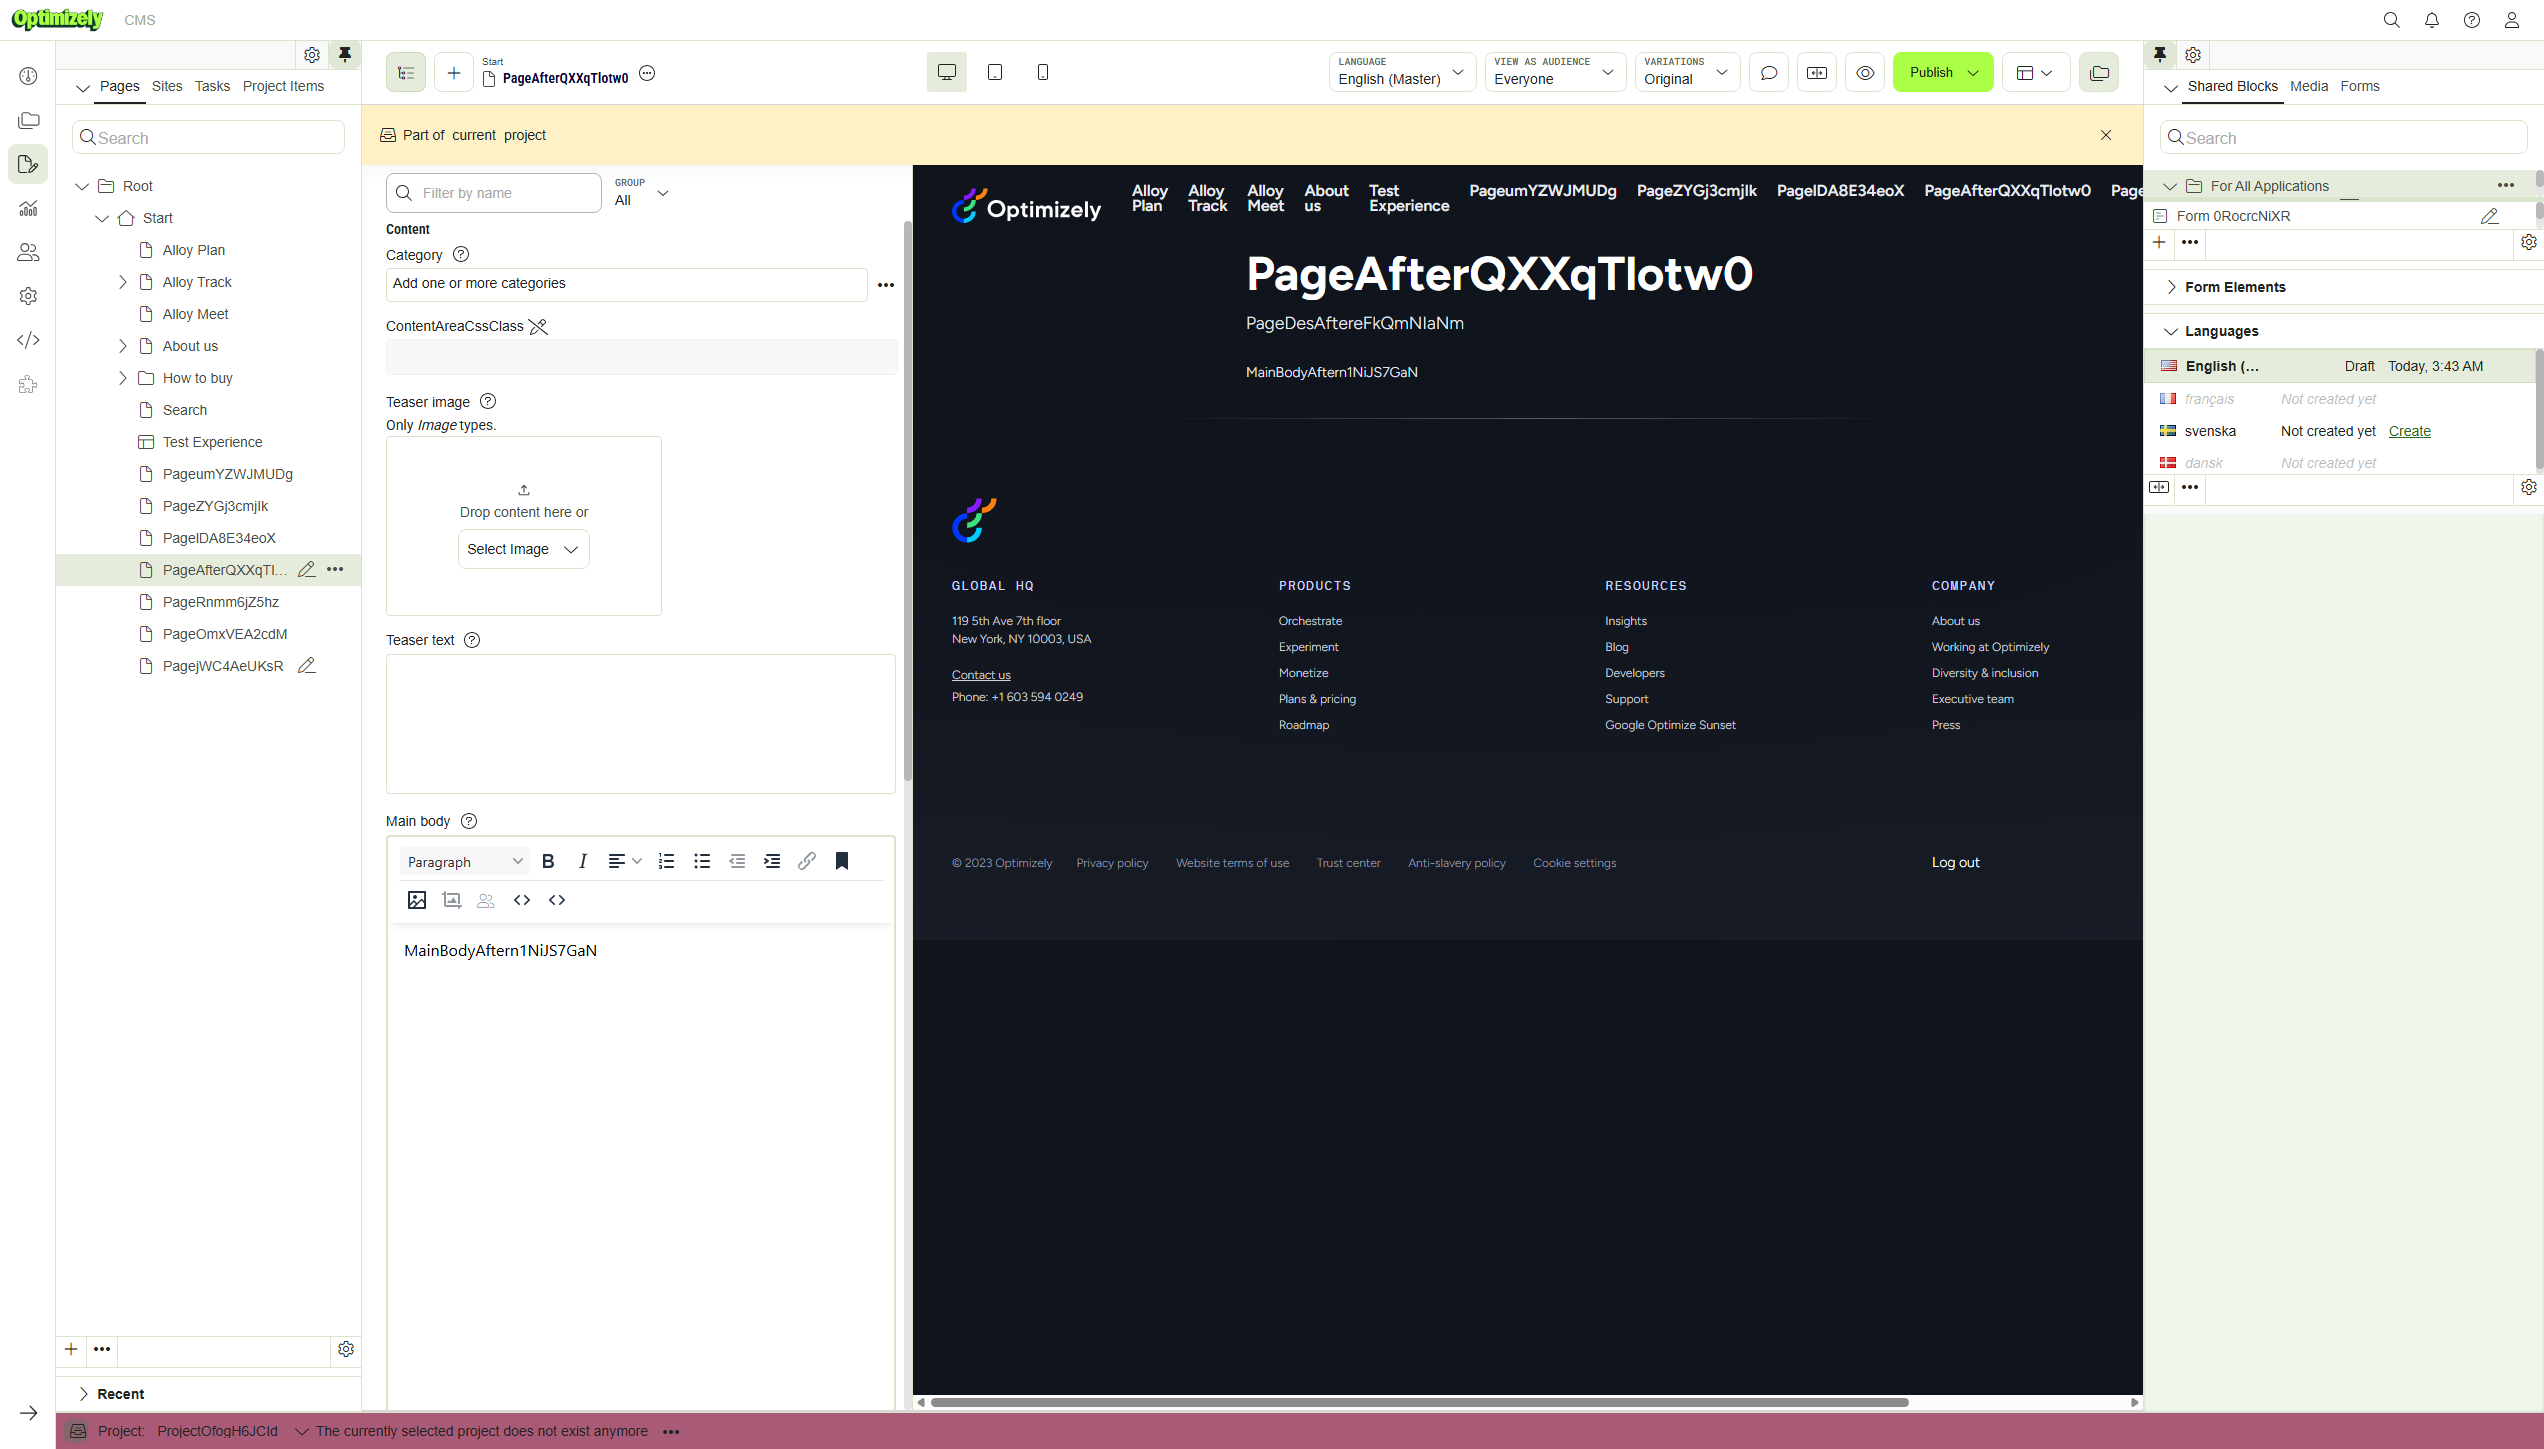 Optimizely
CMS
Pages
Sites
Tasks
Project Items
Search
Root
Start
Alloy Plan
Alloy Track
Alloy Meet
About us
How to buy
Search
Test Experience
PageumYZWJMUDg
PageZYGj3cmjlk
PagelDA8E34eoX
PageAfterQXXqTl...
PageRnmm6jZ5hz
PageOmxVEA2cdM
PagejWC4AeUKsR
Recent
Start
PageAfterQXXqTlotw0
LANGUAGE
English (Master)
VIEW AS AUDIENCE
Everyone
VARIATIONS
Original
Publish
Part of current project
Filter by name
GROUP
All
Content
Category
Add one or more categories
ContentAreaCssClass
Teaser image
Only Image types.
Drop content here or
Select Image
Teaser text
Main body
Paragraph
MainBodyAftern1NiJS7GaN
Optimizely
Alloy Plan
Alloy Track
Alloy Meet
About us
Test Experience
PageumYZWJMUDg
PageZYGj3cmjlk
PagelDA8E34eoX
PageAfterQXXqTlotw0
Page
PageAfterQXXqTlotw0
PageDesAftereFkQmNlaNm
MainBodyAftern1NiJS7GaN
GLOBAL HQ
119 5th Ave 7th floor
New York, NY 10003, USA
Contact us
Phone: +1 603 594 0249
PRODUCTS
Orchestrate
Experiment
Monetize
Plans & pricing
Roadmap
RESOURCES
Insights
Blog
Developers
Support
Google Optimize Sunset
COMPANY
About us
Working at Optimizely
Diversity & inclusion
Executive team
Press
© 2023 Optimizely
Privacy policy
Website terms of use
Trust center
Anti-slavery policy
Cookie settings
Log out
Shared Blocks
Media
Forms
Search
For All Applications
Form 0RocrcNiXR
Form Elements
Languages
English (...
Draft
Today, 3:43 AM
français
Not created yet
svenska
Not created yet
Create
dansk
Not created yet
Project:
ProjectOfogH6JCld
The currently selected project does not exist anymore